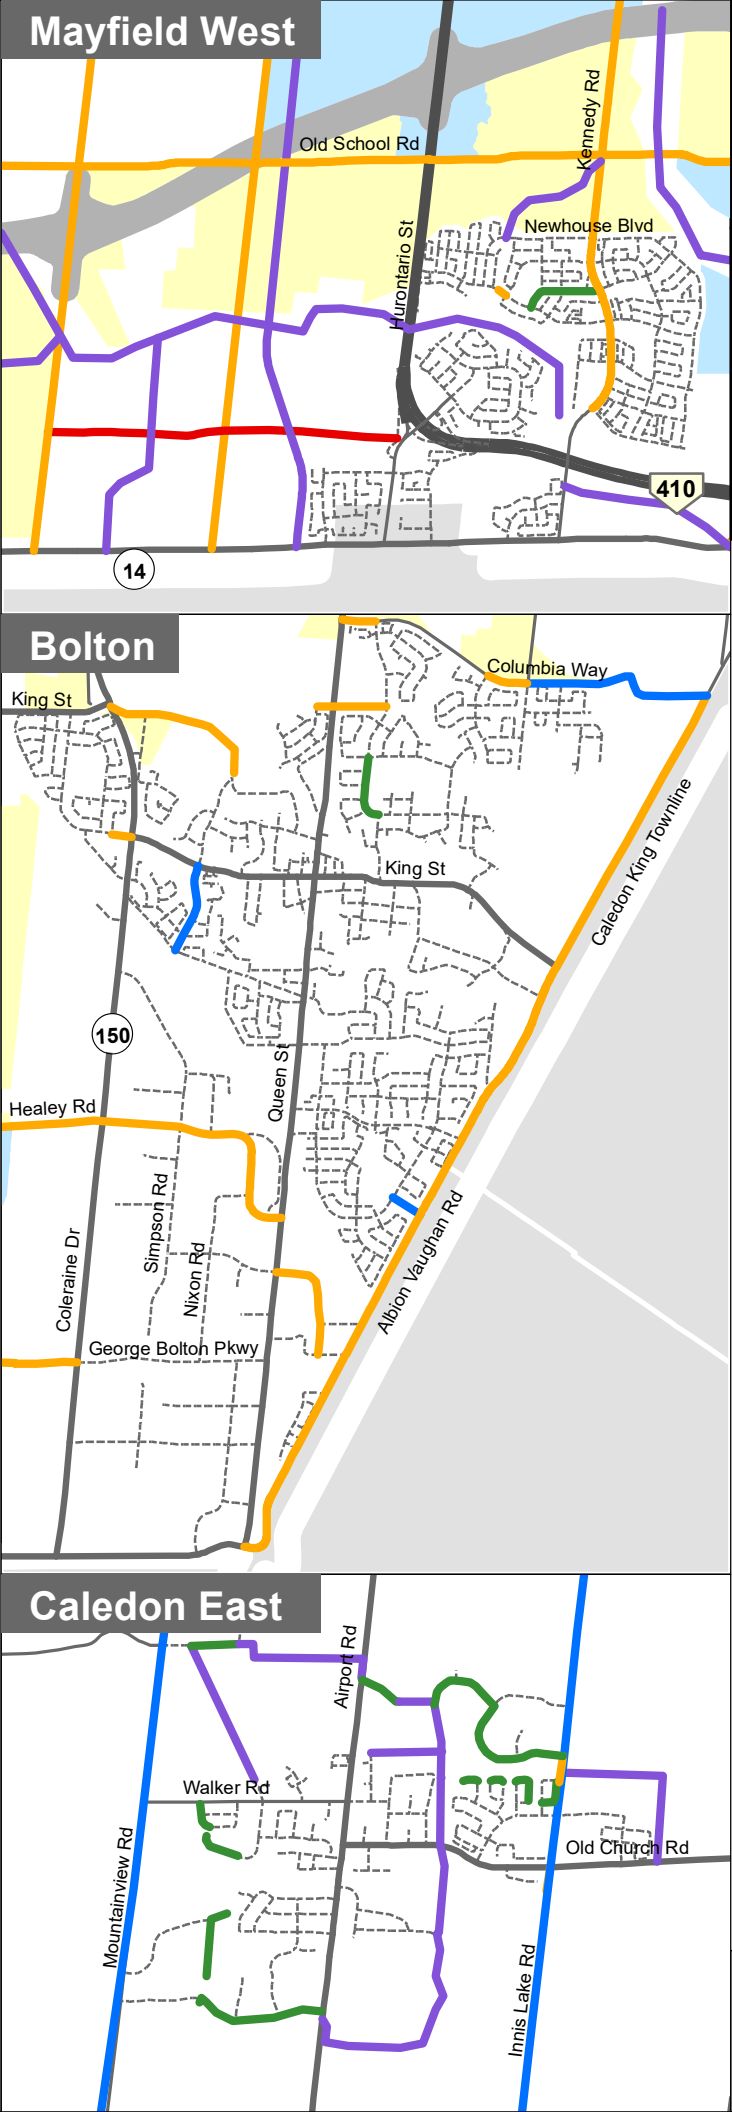 Mayfield West
Kennedy Rd
Old School Rd
Newhouse Blvd
Hurontario St
410
14
Bolton
Columbia Way
King St
Caledon King Townline
King St
150
Queen St
Healey Rd
Simpson Rd
Albion Vaughan Rd
Coleraine Dr
Nixon Rd
George Bolton Pkwy
Caledon East
Airport Rd
Walker Rd
Mountainview Rd
Old Church Rd
Innis Lake Rd